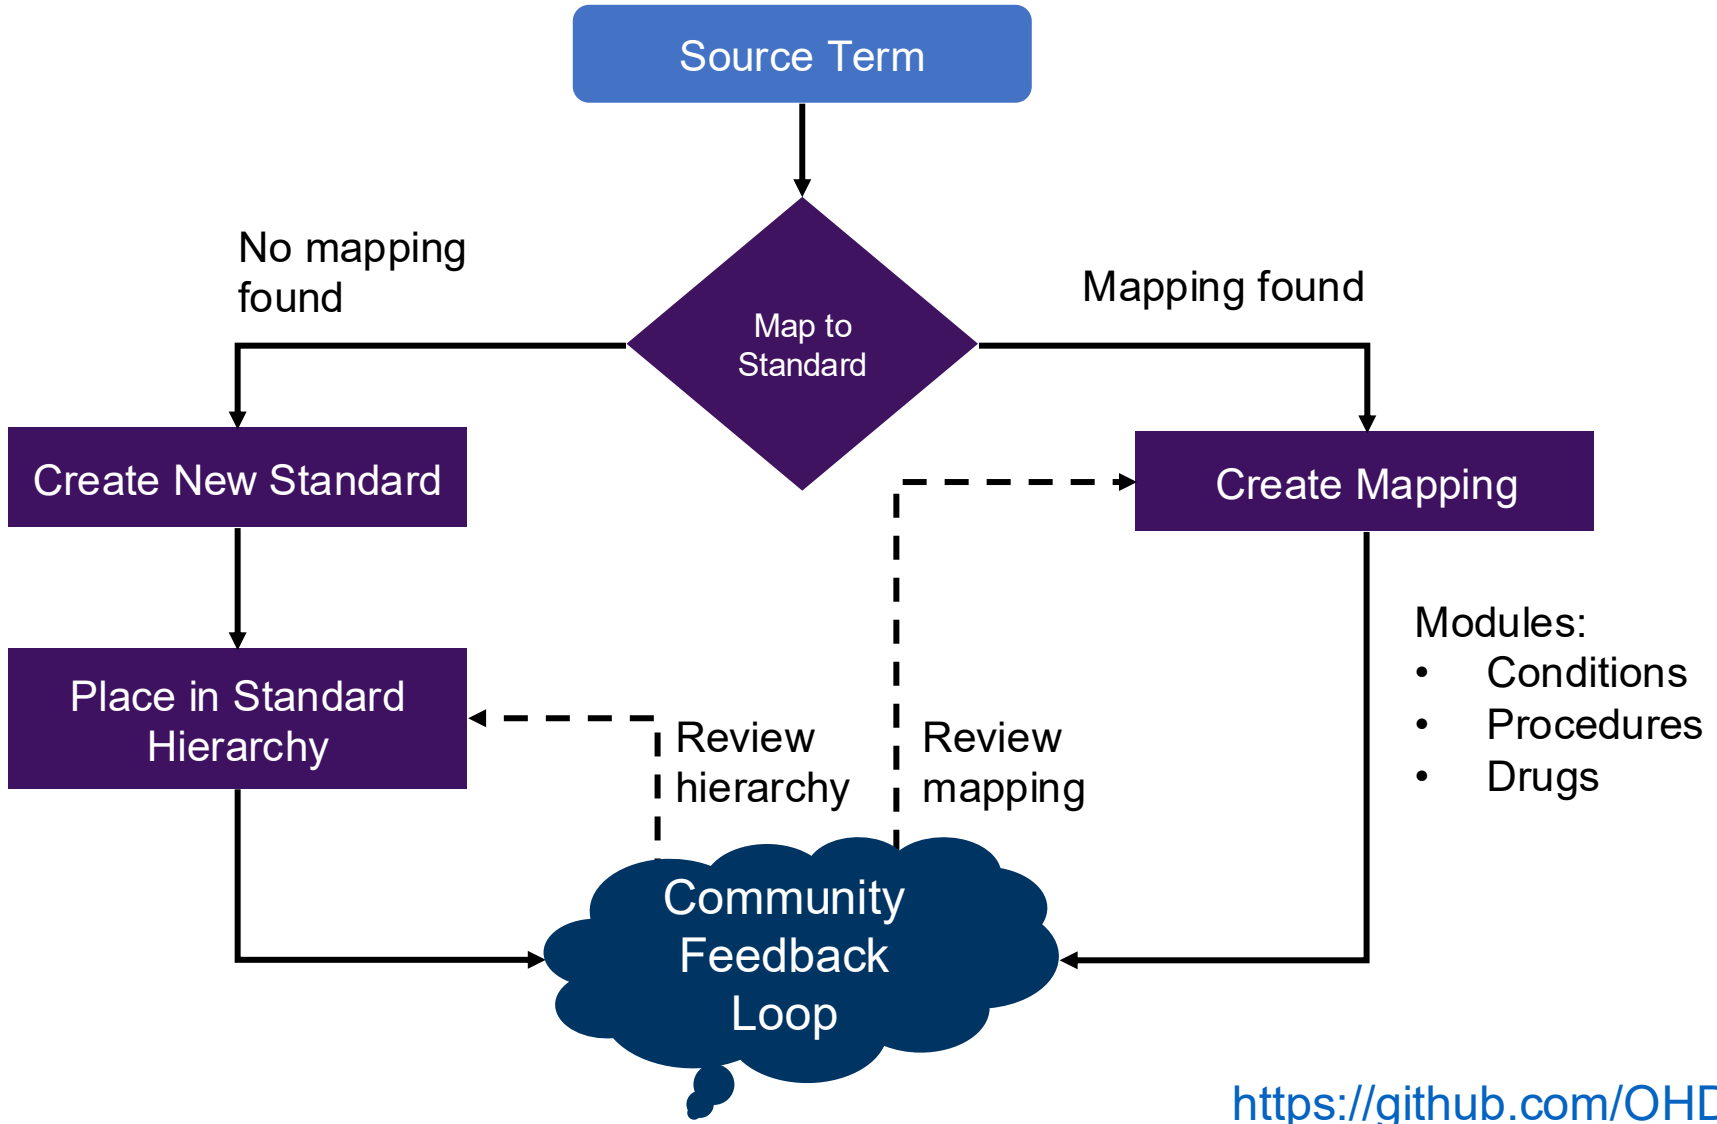 Source Term
No mapping
found
Mapping found
Map to
Standard
Create New Standard
Create Mapping
Modules:
• Conditions
• Procedures
• Drugs
Place in Standard
Hierarchy
Review
hierarchy
Review
mapping
Community
Feedback
Loop
https://github.com/OHD